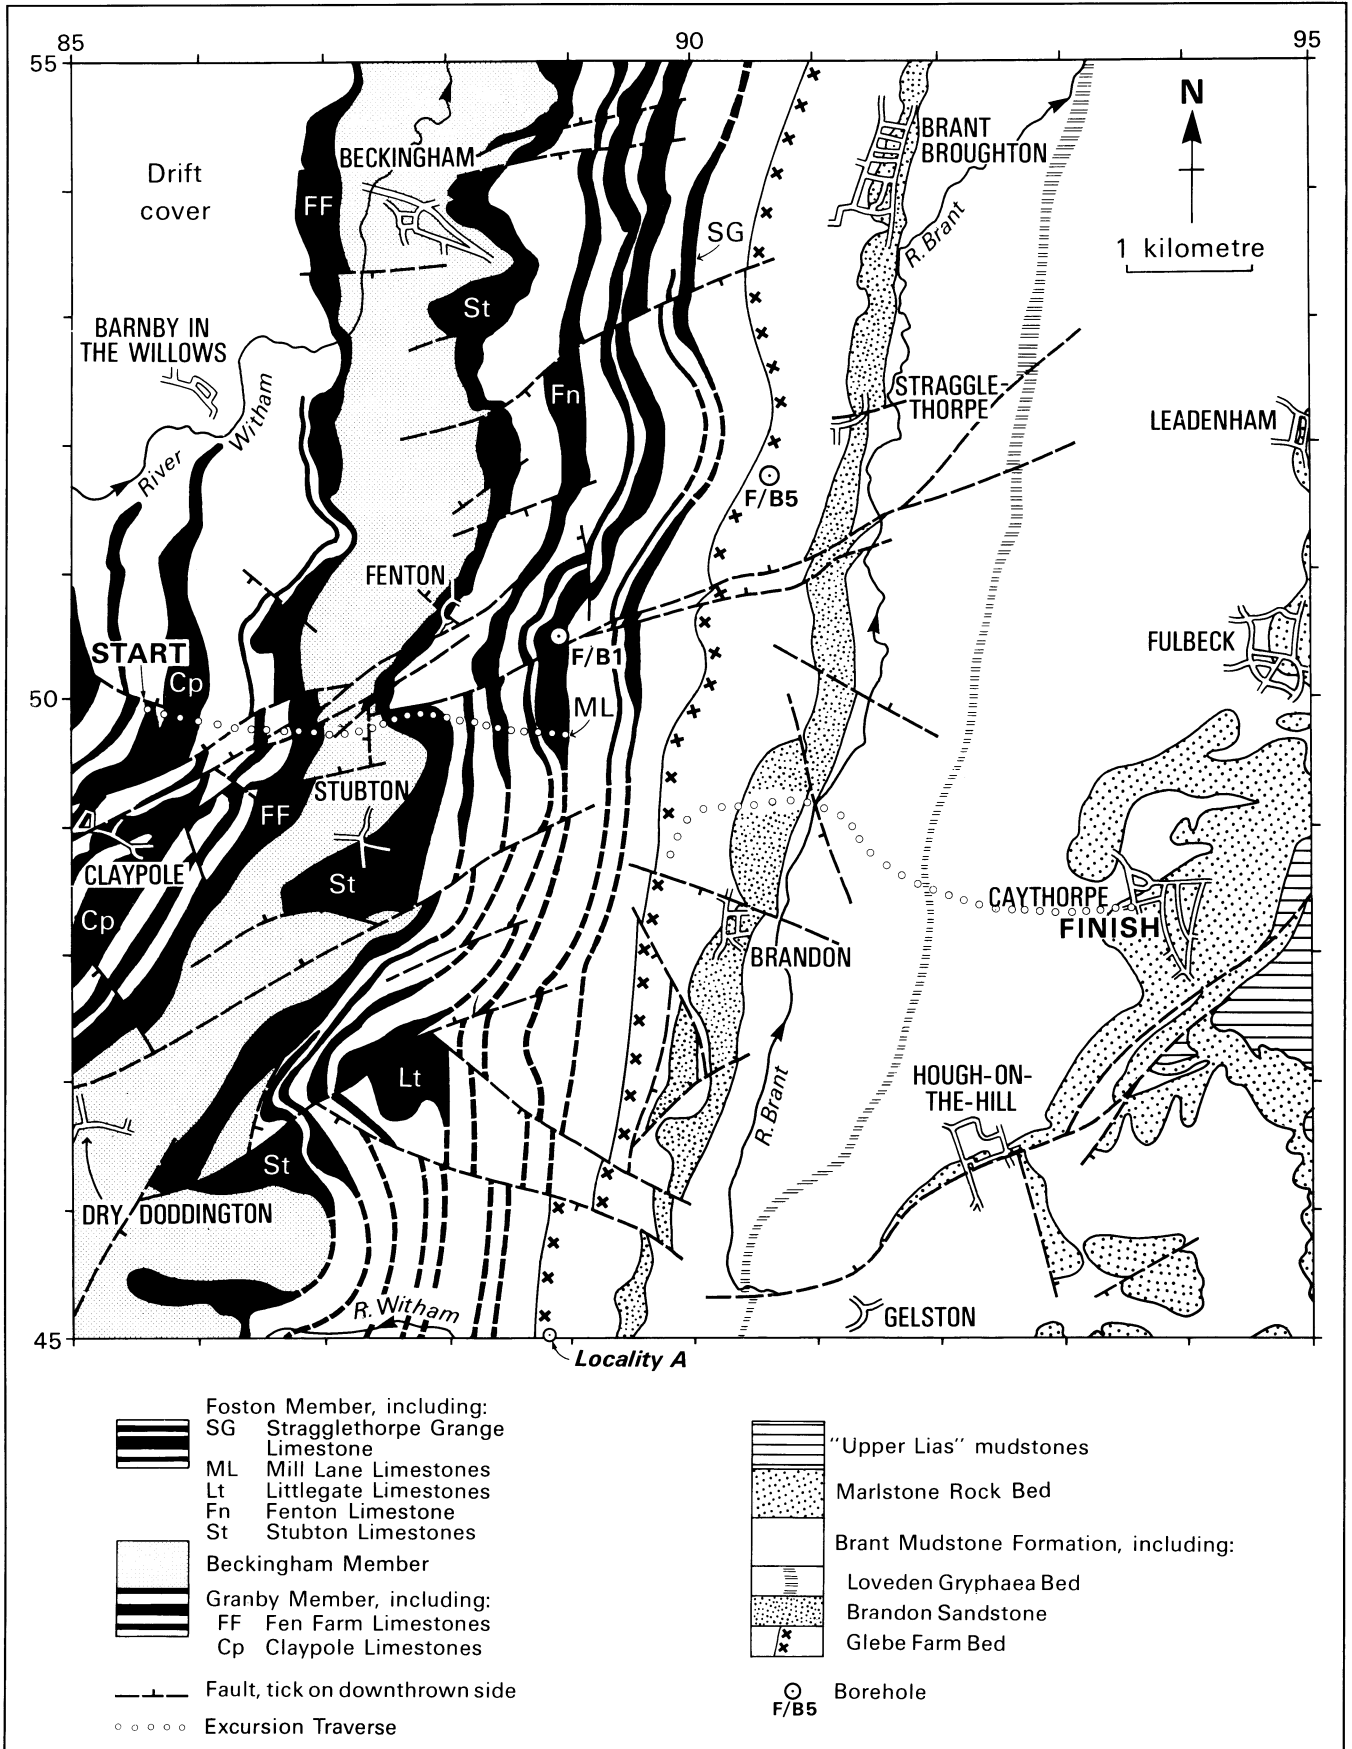 85
90
95
55
N
BRANT
BROUGHTON
BECKINGHAM
Drift
cover
FF
SG
R. Brant
1 kilometre
St
BARNBY IN
THE WILLOWS
Fn
STRAGGLE-
THORPE
LEADENHAM
River Witham
F/B5
FENTON
START
Cp
F/B1
FULBECK
50
ML
STUBTON
FF
CLAYPOLE
St
CAYTHORPE
FINISH
Cp
BRANDON
Lt
HOUGH-ON-
THE-HILL
R. Brant
St
DRY DODDINGTON
R. Witham
GELSTON
45
Locality A
Foston Member, including:
SG Stragglethorpe Grange
Limestone
ML Mill Lane Limestones
Lt Littlegate Limestones
Fn Fenton Limestone
St Stubton Limestones
Beckingham Member
Granby Member, including:
FF Fen Farm Limestones
Cp Claypole Limestones
Fault, tick on downthrown side
Excursion Traverse
"Upper Lias" mudstones
Marlstone Rock Bed
Brant Mudstone Formation, including:
Loveden Gryphaea Bed
Brandon Sandstone
Glebe Farm Bed
F/B5 Borehole